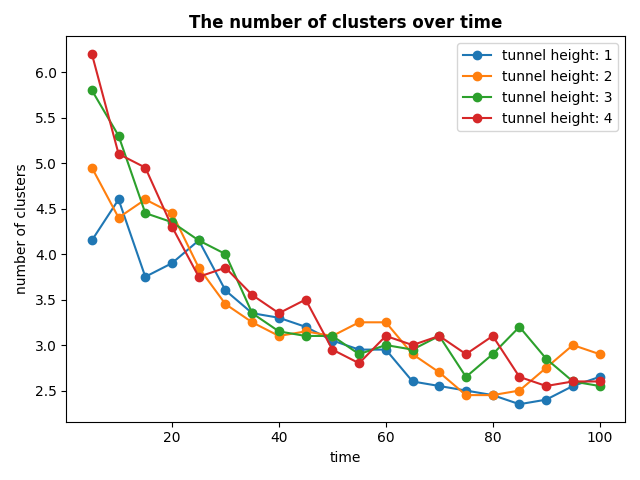 The number of clusters over time
tunnel height: 1
tunnel height: 2
tunnel height: 3
tunnel height: 4
number of clusters
6.0
5.5
5.0
4.5
4.0
3.5
3.0
2.5
20
40
60
80
100
time